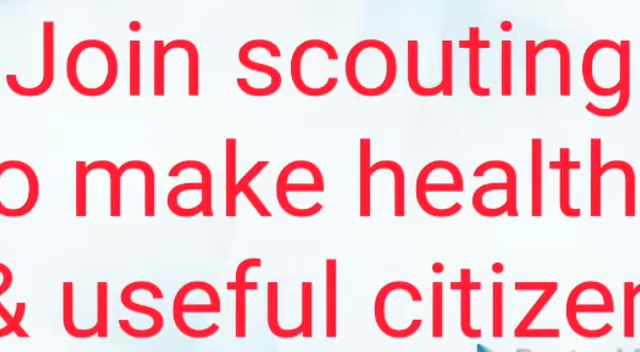 Join scouting
o make health
& useful citizen